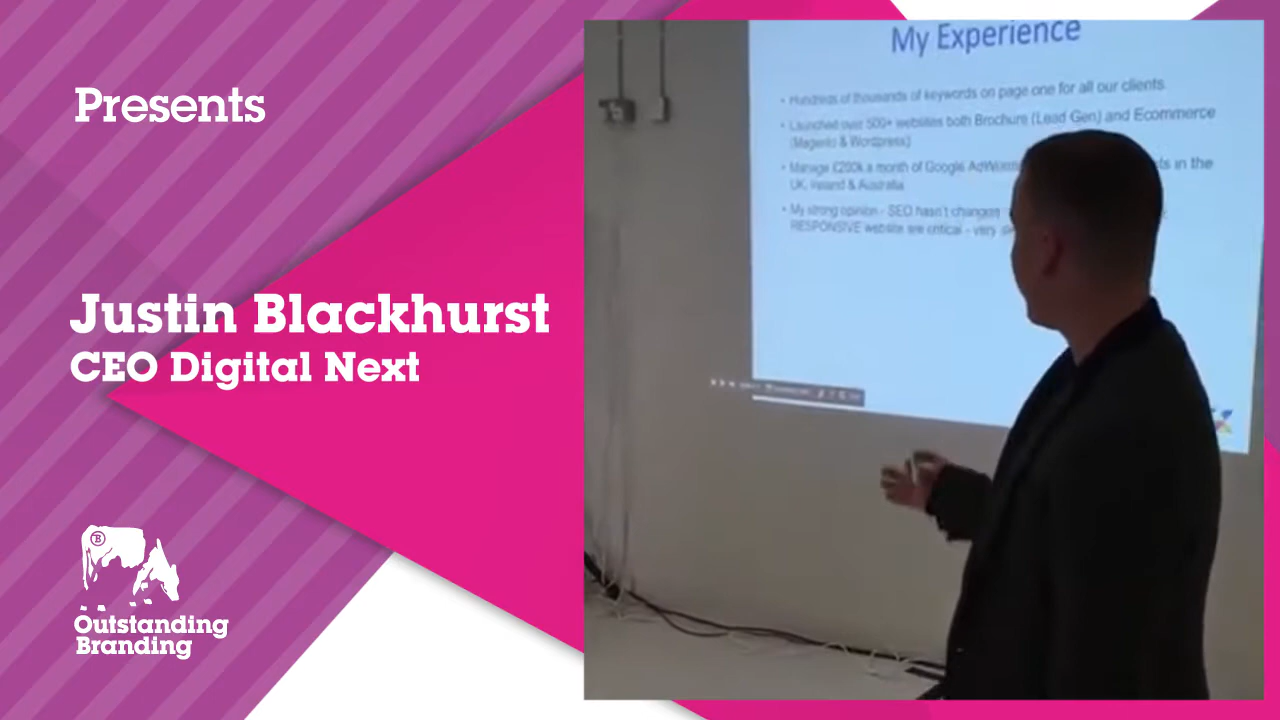 Presents
Justin Blackhurst
CEO Digital Next
Outstanding
Branding
My Experience
• Hundreds of thousands of keywords on page one for all our clients
• Launched over 500+ websites both Brochure (Lead Gen) and Ecommerce
(Magento & Wordpress)
• Manage £200k a month of Google AdWords in the
UK, Ireland & Australia
• My strong opinion - SEO hasn't changed
RESPONSIVE website are critical - very